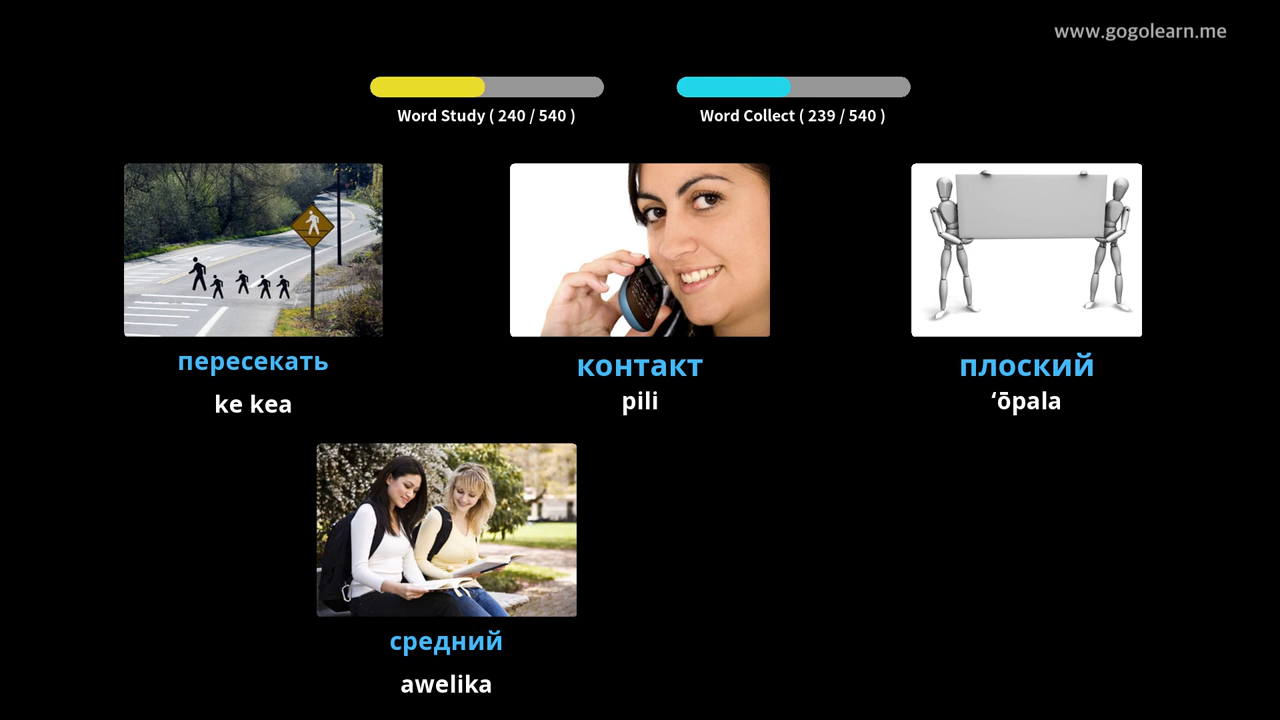 www.gogolearn.me
Word Study ( 240 / 540 )
Word Collect ( 239 / 540 )
пересекать
ke kea
контакт
pili
плоский
ʻōpala
средний
awelika